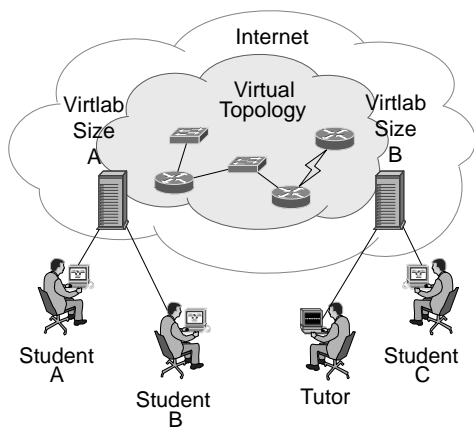 Internet
Virtual
Topology
Virtlab
Size
A
Virtlab
Size
B
Student
A
Student
B
Tutor
Student
C